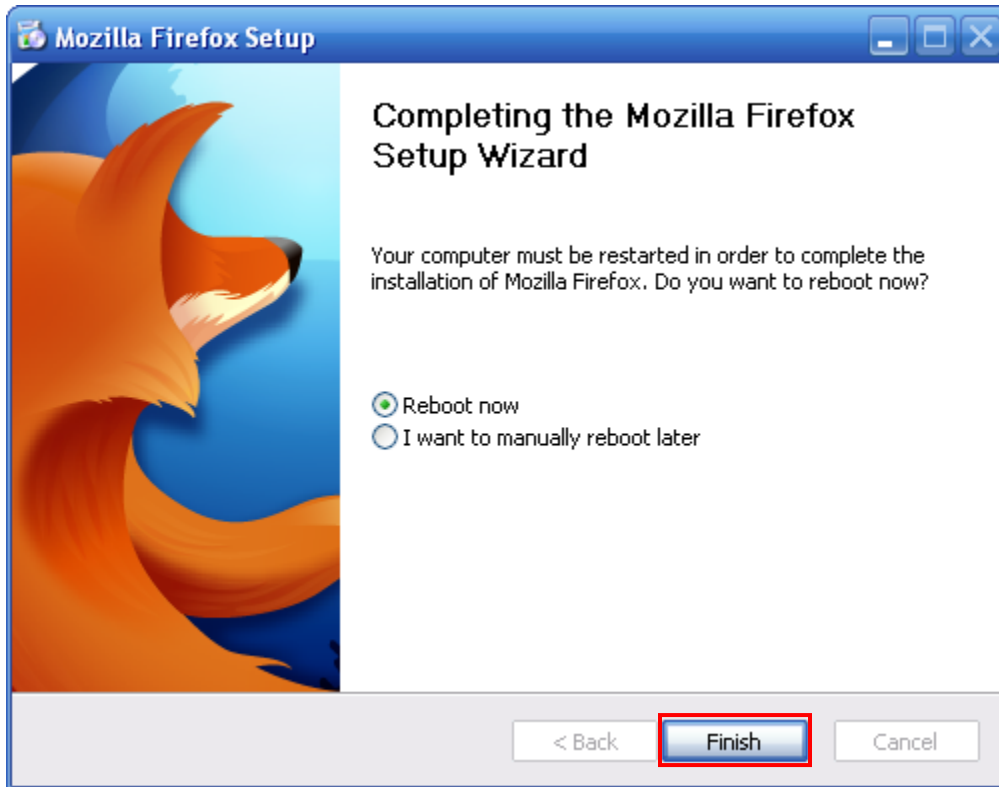 Mozilla Firefox Setup
Completing the Mozilla Firefox
Setup Wizard
Your computer must be restarted in order to complete the
installation of Mozilla Firefox. Do you want to reboot now?
Reboot now
I want to manually reboot later
< Back Finish Cancel